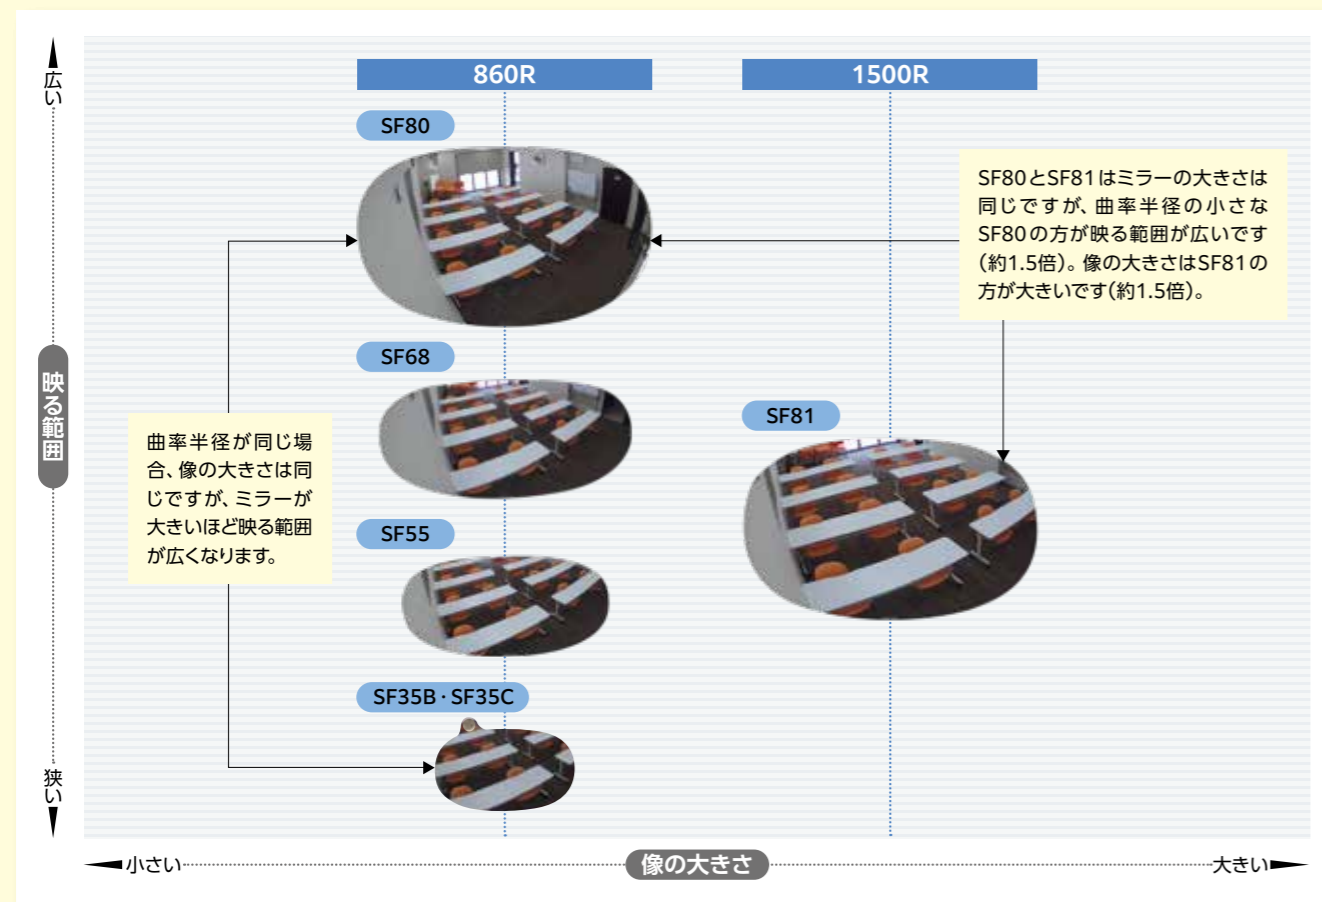 広い
映る範囲
狭い
860R
1500R
SF80
SF80とSF81はミラーの大きさは
同じですが、曲率半径の小さな
SF80の方が映る範囲が広いです
(約1.5倍)。像の大きさはSF81の
方が大きいです(約1.5倍)。
SF68
SF81
曲率半径が同じ場
合、像の大きさは同
じですが、ミラーが
大きいほど映る範囲
が広くなります。
SF55
SF35B・SF35C
小さい
像の大きさ
大きい